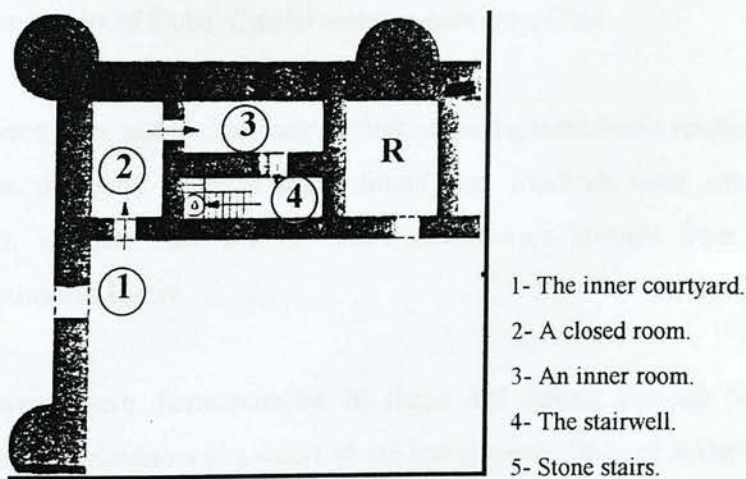 3
2
R
4
1
1- The inner courtyard.
2- A closed room.
3- An inner room.
4- The stairwell.
5- Stone stairs.